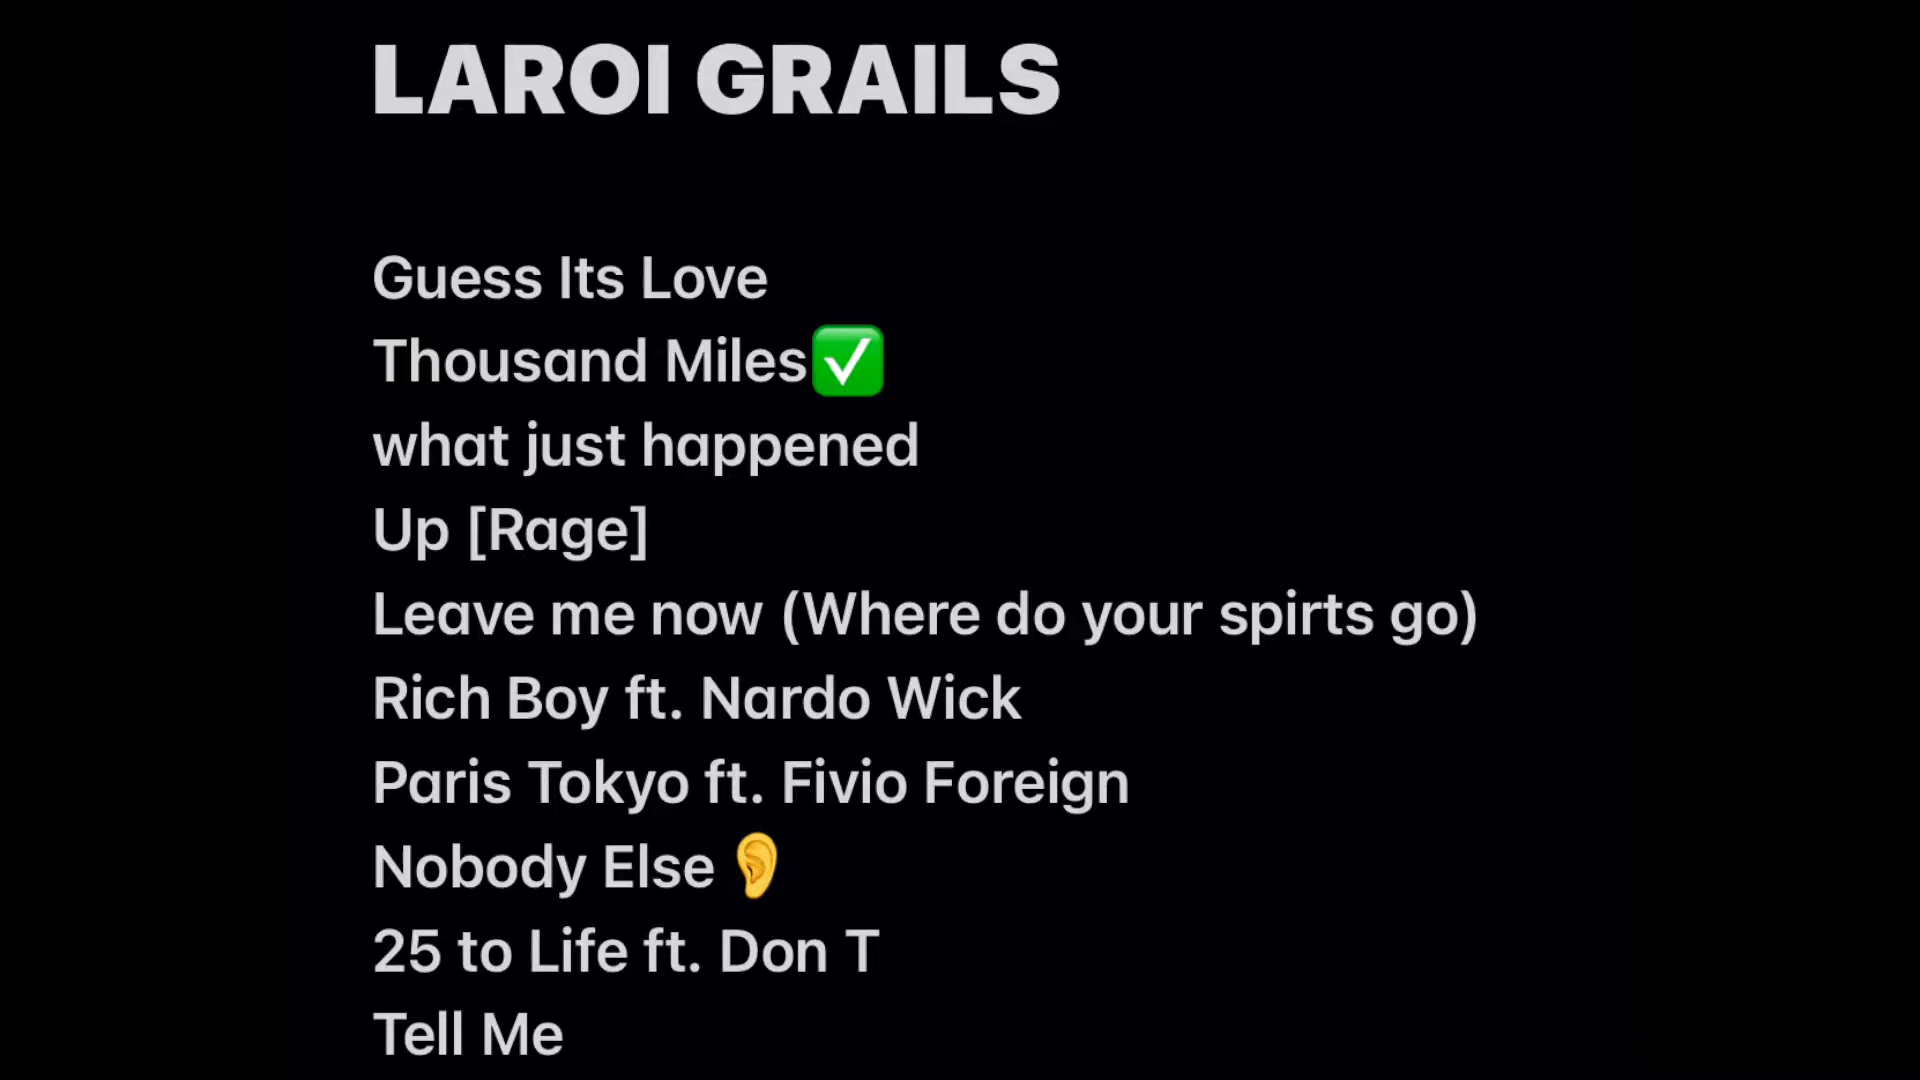 LAROI GRAILS
Guess Its Love
Thousand Miles✅
what just happened
Up [Rage]
Leave me now (Where do your spirts go)
Rich Boy ft. Nardo Wick
Paris Tokyo ft. Fivio Foreign
Nobody Else 👂
25 to Life ft. Don T
Tell Me